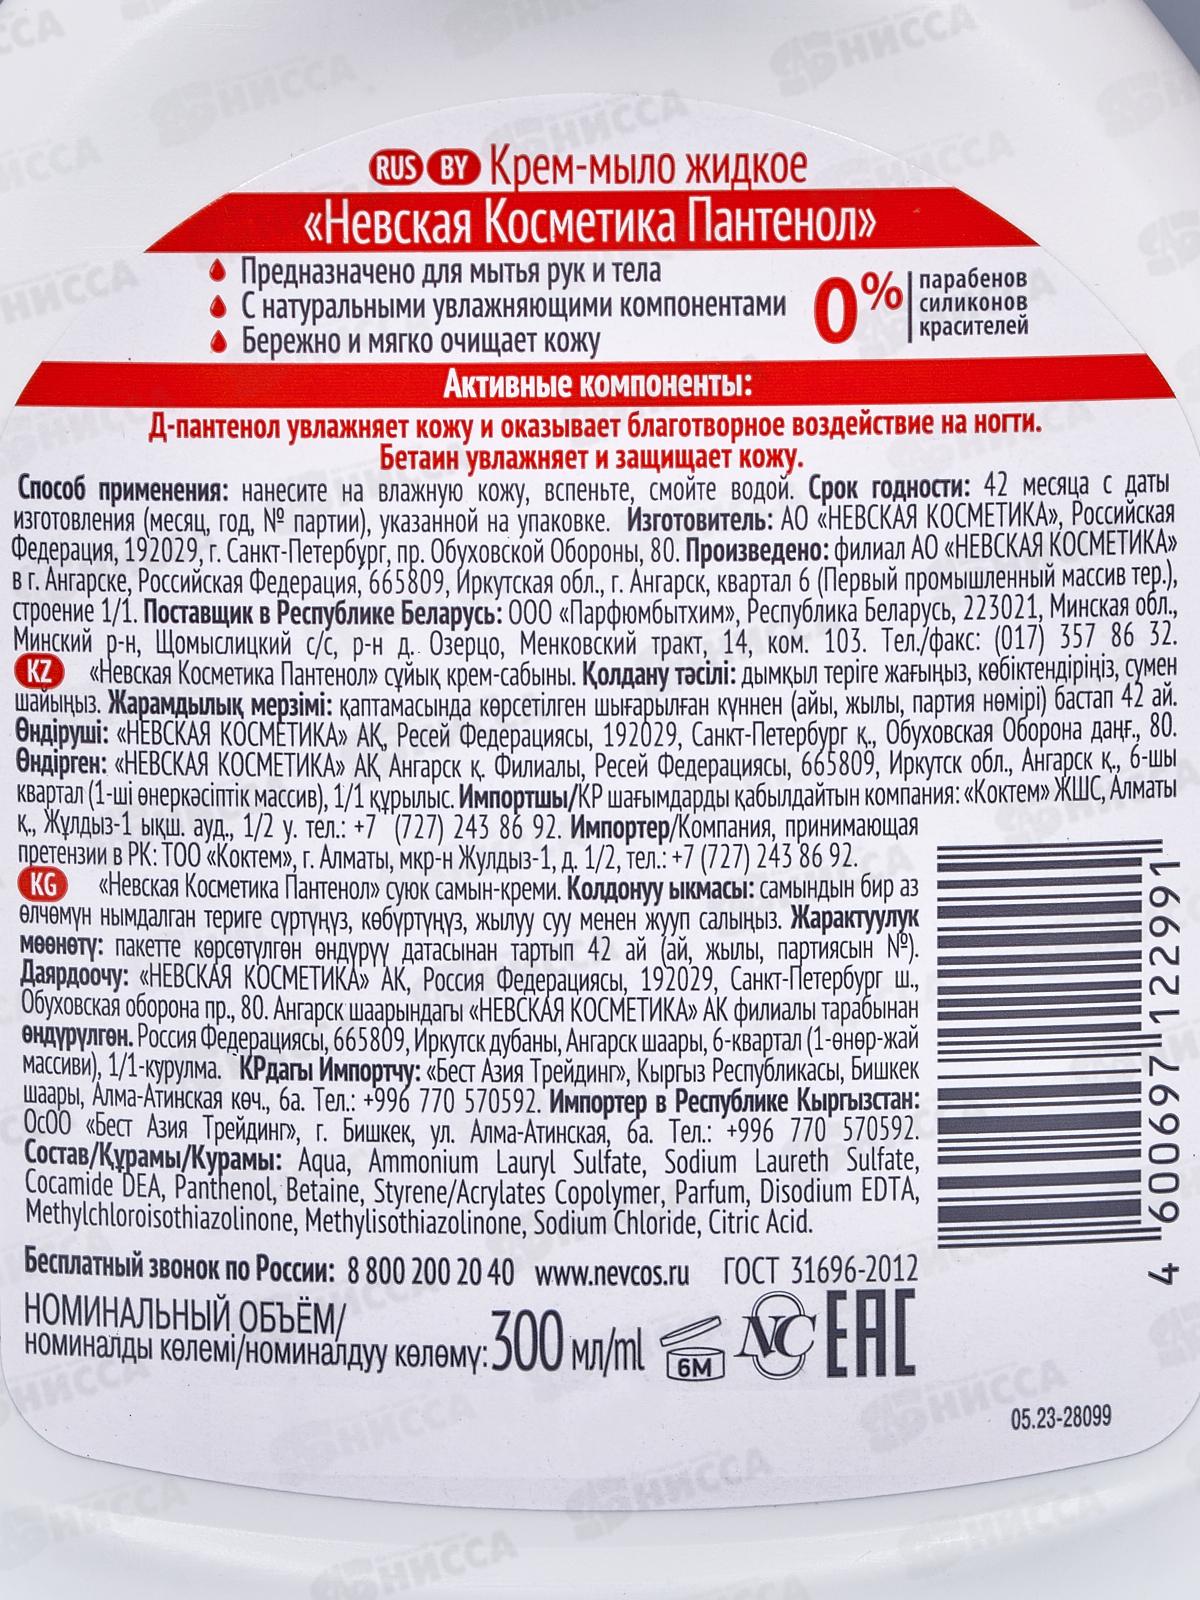 RUS BY Крем-мыло жидкое
«Невская Косметика Пантенол»
Предназначено для мытья рук и тела
С натуральными увлажняющими компонентами
Бережно и мягко очищает кожу
0% парабенов
силиконов
красителей
Активные компоненты:
Д-пантенол увлажняет кожу и оказывает благотворное воздействие на ногти.
Бетаин увлажняет и защищает кожу.
Способ применения: нанесите на влажную кожу, вспеньте, смойте водой. Срок годности: 42 месяца с даты
изготовления (месяц, год, № партии), указанной на упаковке. Изготовитель: АО «НЕВСКАЯ КОСМЕТИКА», Российская
Федерация, 192029, г. Санкт-Петербург, пр. Обуховской Обороны, 80. Произведено: филиал АО «НЕВСКАЯ КОСМЕТИКА»
в г. Ангарске, Российская Федерация, 665809, Иркутская обл., г. Ангарск, квартал 6 (Первый промышленный массив тер.),
строение 1/1. Поставщик в Республике Беларусь: ООО «Парфюмбытхим», Республика Беларусь, 223021, Минская обл.,
Минский р-н, Щомыслицкий с/с, р-н д. Озерцо, Менковский тракт, 14, ком. 103. Тел./факс: (017) 357 86 32.
KZ «Невская Косметика Пантенол» сұйық крем-сабыны. Қолдану тәсілі: дымқыл теріге жағыңыз, көбіктендіріңіз, сумен
шайыңыз. Жарамдылық мерзімі: қаптамасында көрсетілген шығарылған күннен (айы, жылы, партия нөмірі) бастап 42 ай.
Өндіруші: «НЕВСКАЯ КОСМЕТИКА» АҚ, Ресей Федерациясы, 192029, Санкт-Петербург қ., Обуховская Оборона даңғ., 80.
Өндірген: «НЕВСКАЯ КОСМЕТИКА» АҚ Ангарск қ. Филиалы, Ресей Федерациясы, 665809, Иркутск обл., Ангарск қ., 6-шы
квартал (1-ші өнеркәсіптік массив), 1/1 құрылыс. Импортшы/ҚР шағымдарды қабылдайтын компания: «Коктем» ЖШС, Алматы
қ., Жұлдыз-1 ықш. ауд., 1/2 у. тел.: +7 (727) 243 86 92. Импортер/Компания, принимающая
претензии в РК: ТОО «Коктем», г. Алматы, мкр-н Жулдыз-1, д. 1/2, тел.: +7 (727) 243 86 92.
KG «Невская Косметика Пантенол» суюк самын-креми. Колдонуу ыкмасы: самындын бир аз
өлчөмүн нымдалган териге сүртүңүз, көбүртүңүз, жылуу суу менен жууп салыңыз. Жарактуулук
мөөнөтү: пакетте көрсөтүлгөн өндүрүү датасынан тартып 42 ай (ай, жылы, партиясын №).
Даярдоочу: «НЕВСКАЯ КОСМЕТИКА» АК, Россия Федерациясы, 192029, Санкт-Петербург ш.,
Обуховская оборона пр., 80. Ангарск шаарындагы «НЕВСКАЯ КОСМЕТИКА» АК филиалы тарабынан
өндүрүлгөн. Россия Федерациясы, 665809, Иркутск дубаны, Ангарск шаары, 6-квартал (1-өнөр-жай
массиви), 1/1-курулма. КРдагы Импортчу: «Бест Азия Трейдинг», Кыргыз Республикасы, Бишкек
шаары, Алма-Атинская көч., 6а. Тел.: +996 770 570592. Импортер в Республике Кыргызстан:
ОсОО «Бест Азия Трейдинг», г. Бишкек, ул. Алма-Атинская, 6а. Тел.: +996 770 570592.
Состав/Құрамы/Курамы: Aqua, Ammonium Lauryl Sulfate, Sodium Laureth Sulfate,
Cocamide DEA, Panthenol, Betaine, Styrene/Acrylates Copolymer, Parfum, Disodium EDTA,
Methylchloroisothiazolinone, Methylisothiazolinone, Sodium Chloride, Citric Acid.
4 600697 122991
Бесплатный звонок по России: 8 800 200 20 40 www.nevcos.ru ГОСТ 31696-2012
НОМИНАЛЬНЫЙ ОБЪЁМ/
номиналды көлемі/номиналдуу көлөмү: 300 мл/ml 6M NC EAC
05.23-28099
НИССА